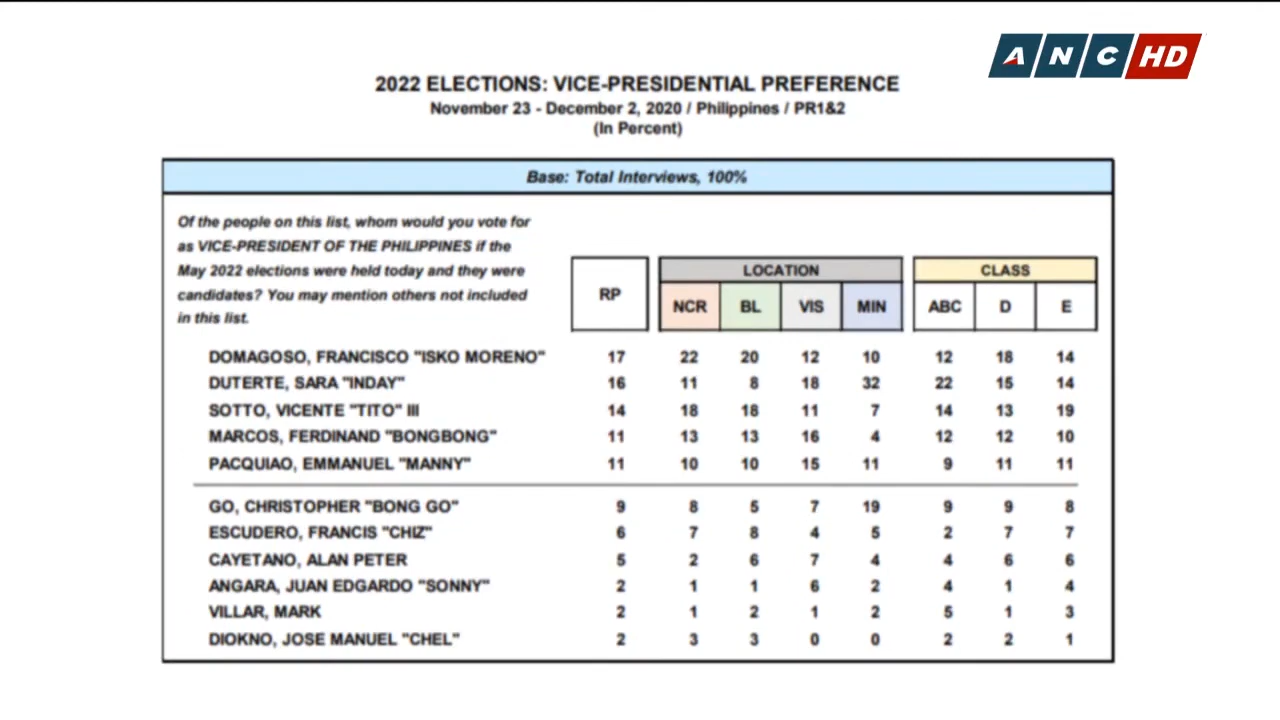 ANC HD
2022 ELECTIONS: VICE-PRESIDENTIAL PREFERENCE
November 23 - December 2, 2020 / Philippines / PR1&2
(In Percent)
Base: Total Interviews, 100%
Of the people on this list, whom would you vote for
as VICE-PRESIDENT OF THE PHILIPPINES if the
May 2022 elections were held today and they were
candidates? You may mention others not included
in this list.
RP
LOCATION
CLASS
NCR BL VIS MIN ABC D E
DOMAGOSO, FRANCISCO "ISKO MORENO" 17 22 20 12 10 12 18 14
DUTERTE, SARA "INDAY" 16 11 8 18 32 22 15 14
SOTTO, VICENTE "TITO" III 14 18 18 11 7 14 13 19
MARCOS, FERDINAND "BONGBONG" 11 13 13 16 4 12 12 10
PACQUIAO, EMMANUEL "MANNY" 11 10 10 15 11 9 11 11
GO, CHRISTOPHER "BONG GO" 9 8 5 7 19 9 9 8
ESCUDERO, FRANCIS "CHIZ" 6 7 8 4 5 2 7 7
CAYETANO, ALAN PETER 5 2 6 7 4 4 6 6
ANGARA, JUAN EDGARDO "SONNY" 2 1 1 6 2 4 1 4
VILLAR, MARK 2 1 2 1 2 5 1 3
DIOKNO, JOSE MANUEL "CHEL" 2 3 3 0 0 2 2 1